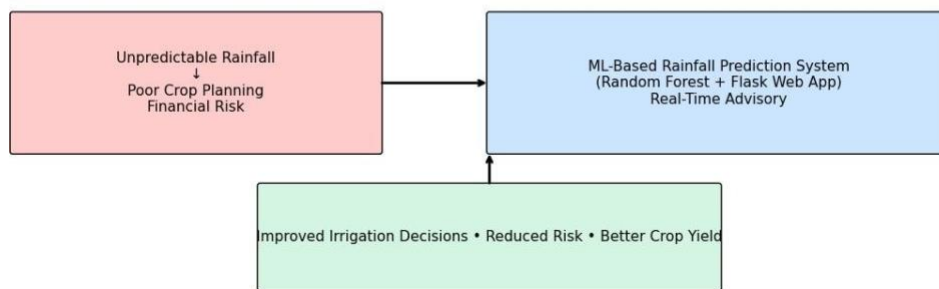 Unpredictable Rainfall
↓
Poor Crop Planning
Financial Risk
ML-Based Rainfall Prediction System
(Random Forest + Flask Web App)
Real-Time Advisory
Improved Irrigation Decisions • Reduced Risk • Better Crop Yield